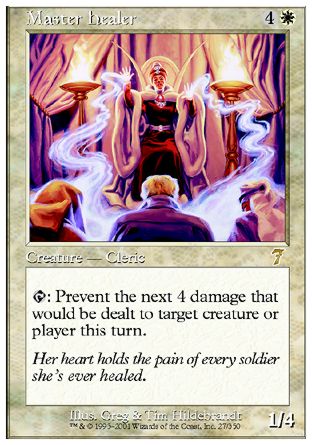 Master Healer 4
Creature — Cleric 7
: Prevent the next 4 damage that
would be dealt to target creature or
player this turn.
Her heart holds the pain of every soldier
she's ever healed.
Illus. Greg & Tim Hildebrandt
™ & © 1993-2001 Wizards of the Coast, Inc. 27/350
1/4